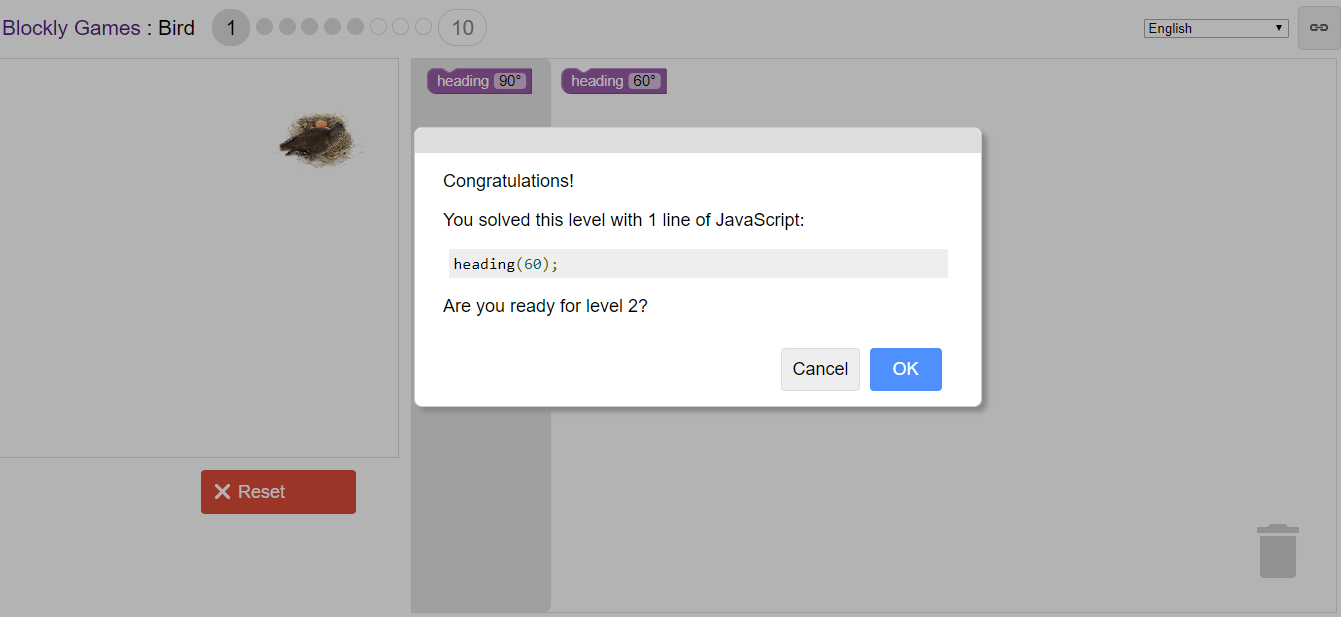 Blockly Games : Bird 1 10 English
heading 90° heading 60°
Congratulations!
You solved this level with 1 line of JavaScript:
heading(60);
Are you ready for level 2?
Cancel OK
Reset